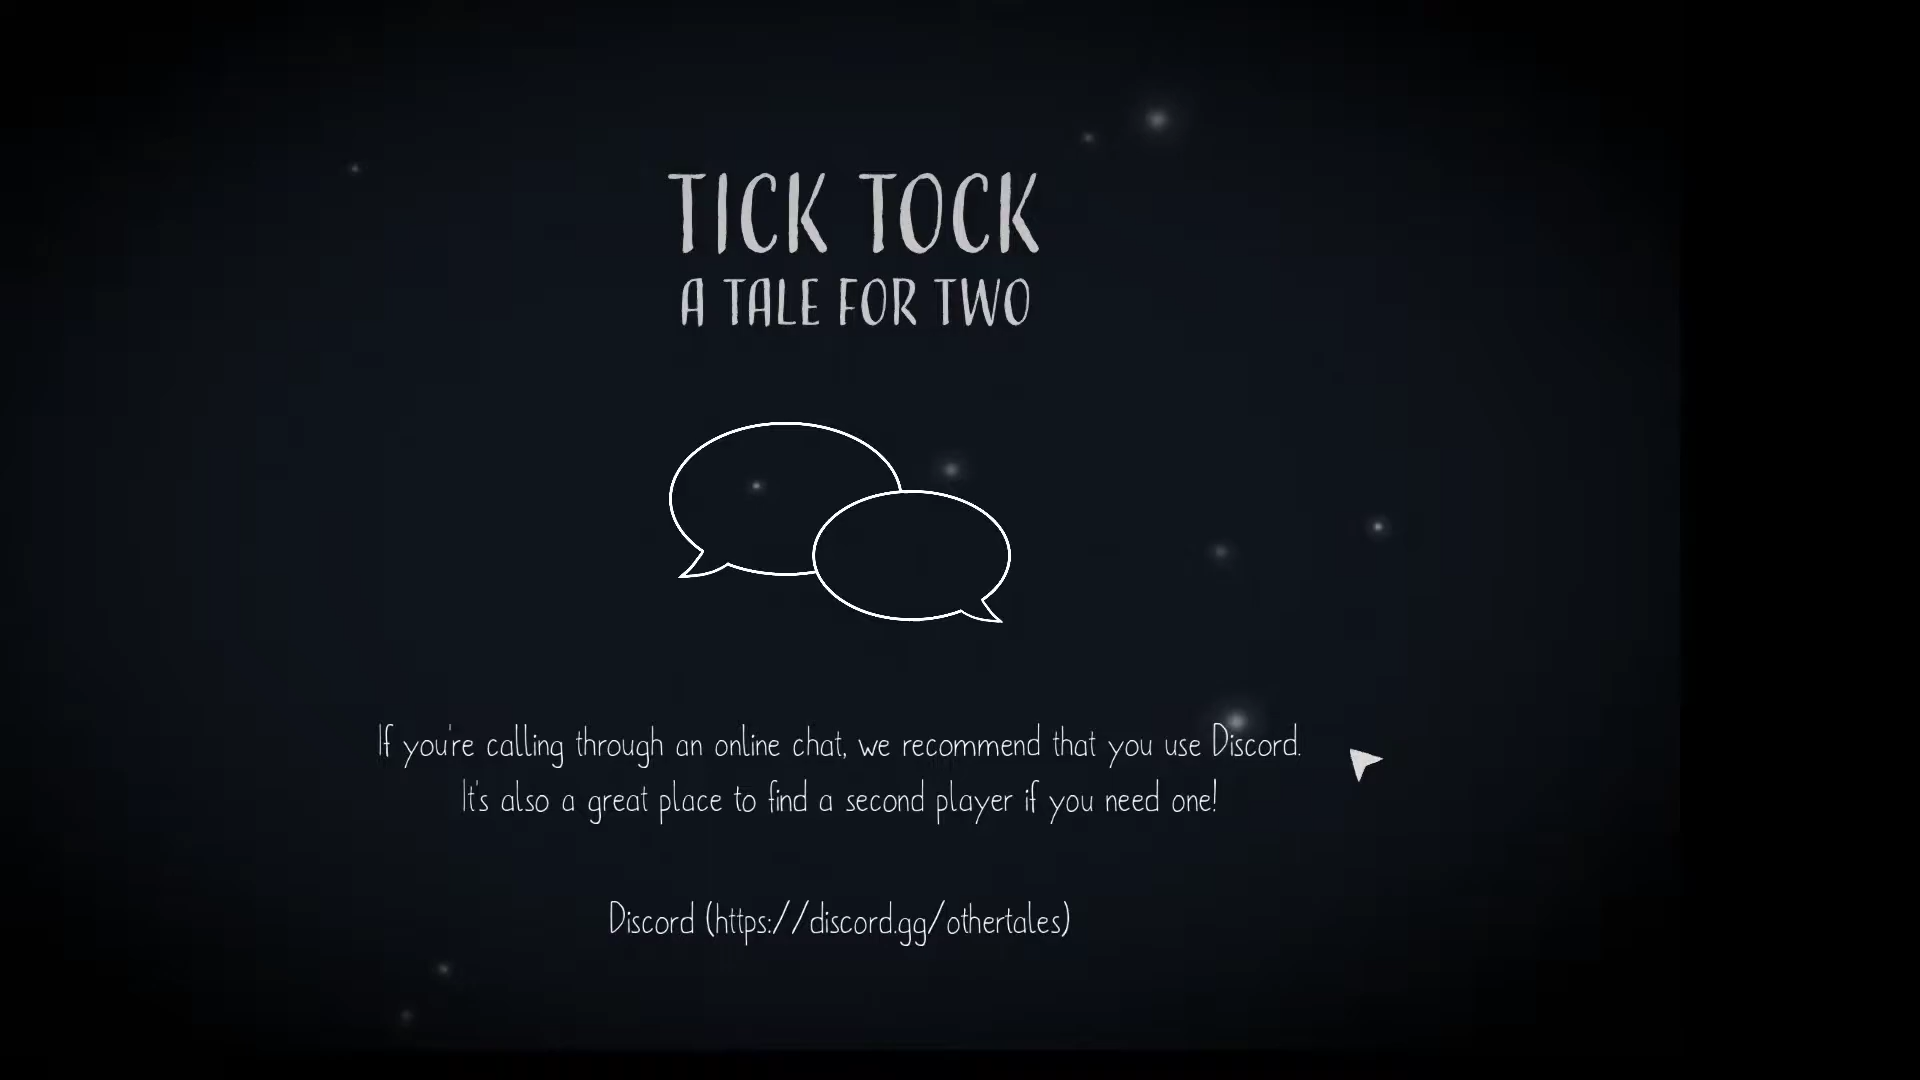 TICK TOCK
A TALE FOR TWO
If you're calling through an online chat, we recommend that you use Discord.
It's also a great place to find a second player if you need one!
Discord (https://discord.gg/othertales)